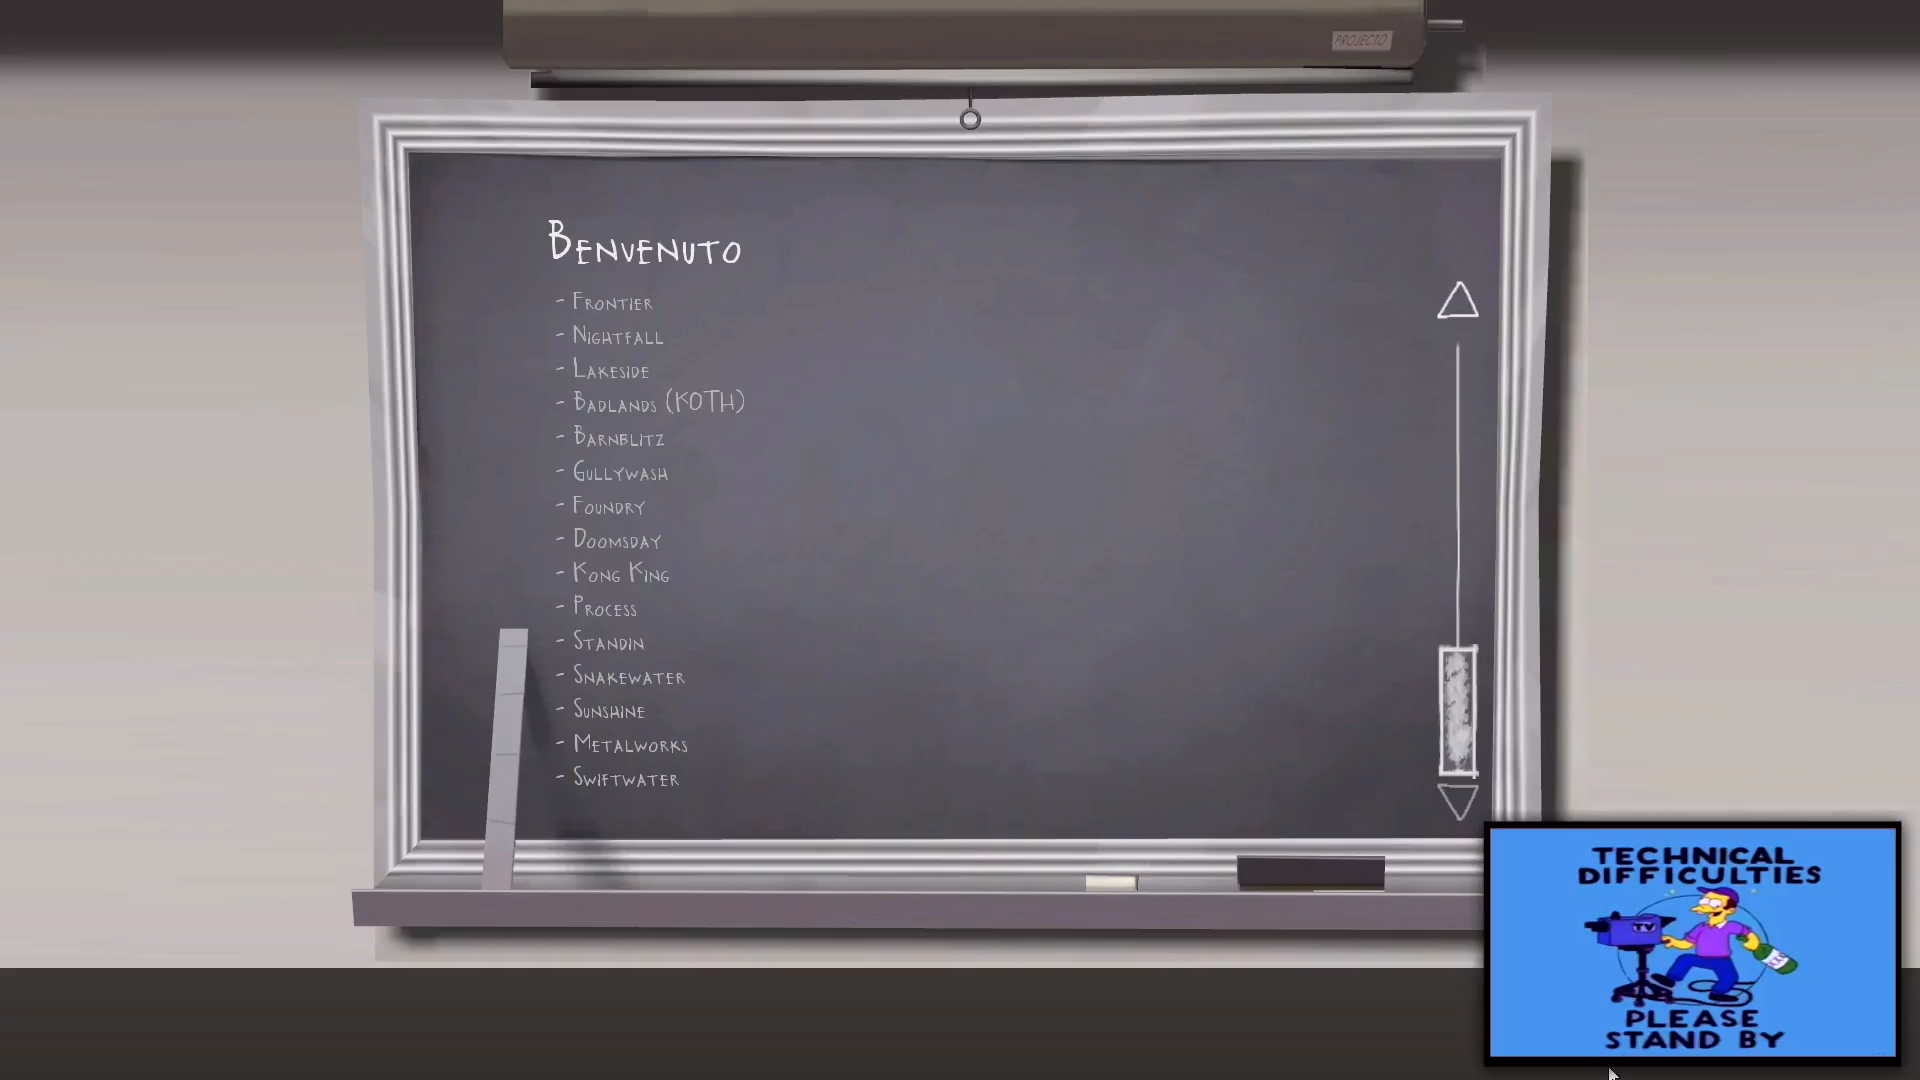 PROJECTO
Benvenuto
- Frontier
- Nightfall
- Lakeside
- Badlands (KOTH)
- Barnblitz
- Gullywash
- Foundry
- Doomsday
- Kong King
- Process
- Standin
- Snakewater
- Sunshine
- Metalworks
- Swiftwater
TECHNICAL
DIFFICULTIES
TV
PLEASE
STAND BY